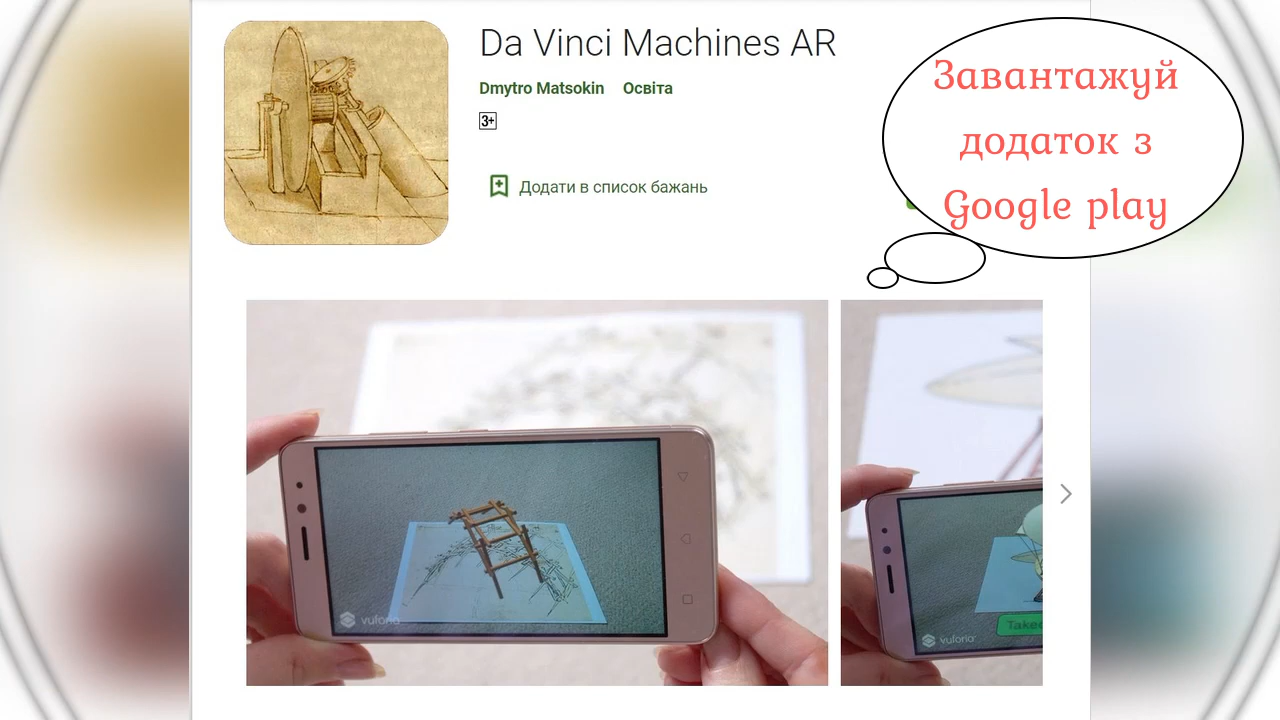 Da Vinci Machines AR
Dmytro Matsokin Освіта
3+
Додати в список бажань
Завантажуй
додаток з
Google play
vuforia
vuforia